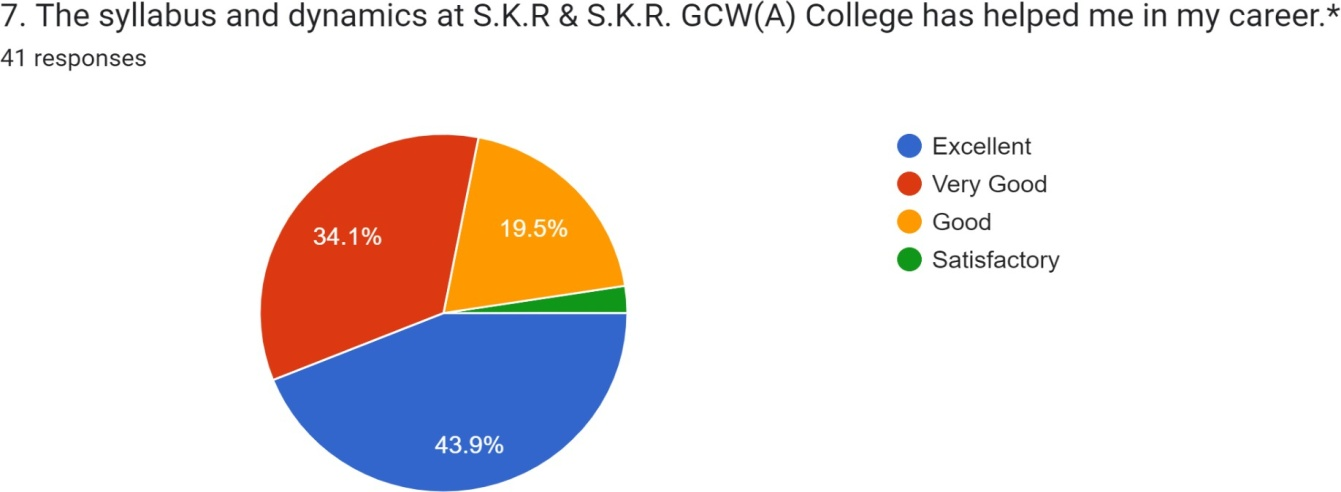 7. The syllabus and dynamics at S.K.R & S.K.R. GCW(A) College has helped me in my career.*
41 responses
Excellent
Very Good
Good
Satisfactory
34.1%
19.5%
43.9%